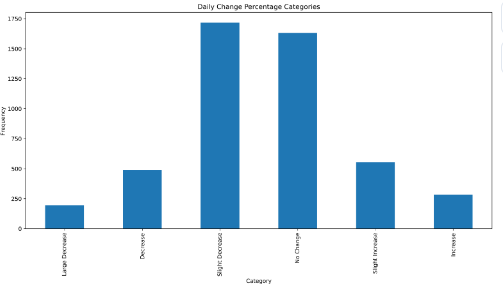 Daily Change Percentage Categories
1750
1500
1250
1000
750
500
250
0
Frequency
Large Decrease
Decrease
Slight Decrease
No Change
Slight Increase
Increase
Category